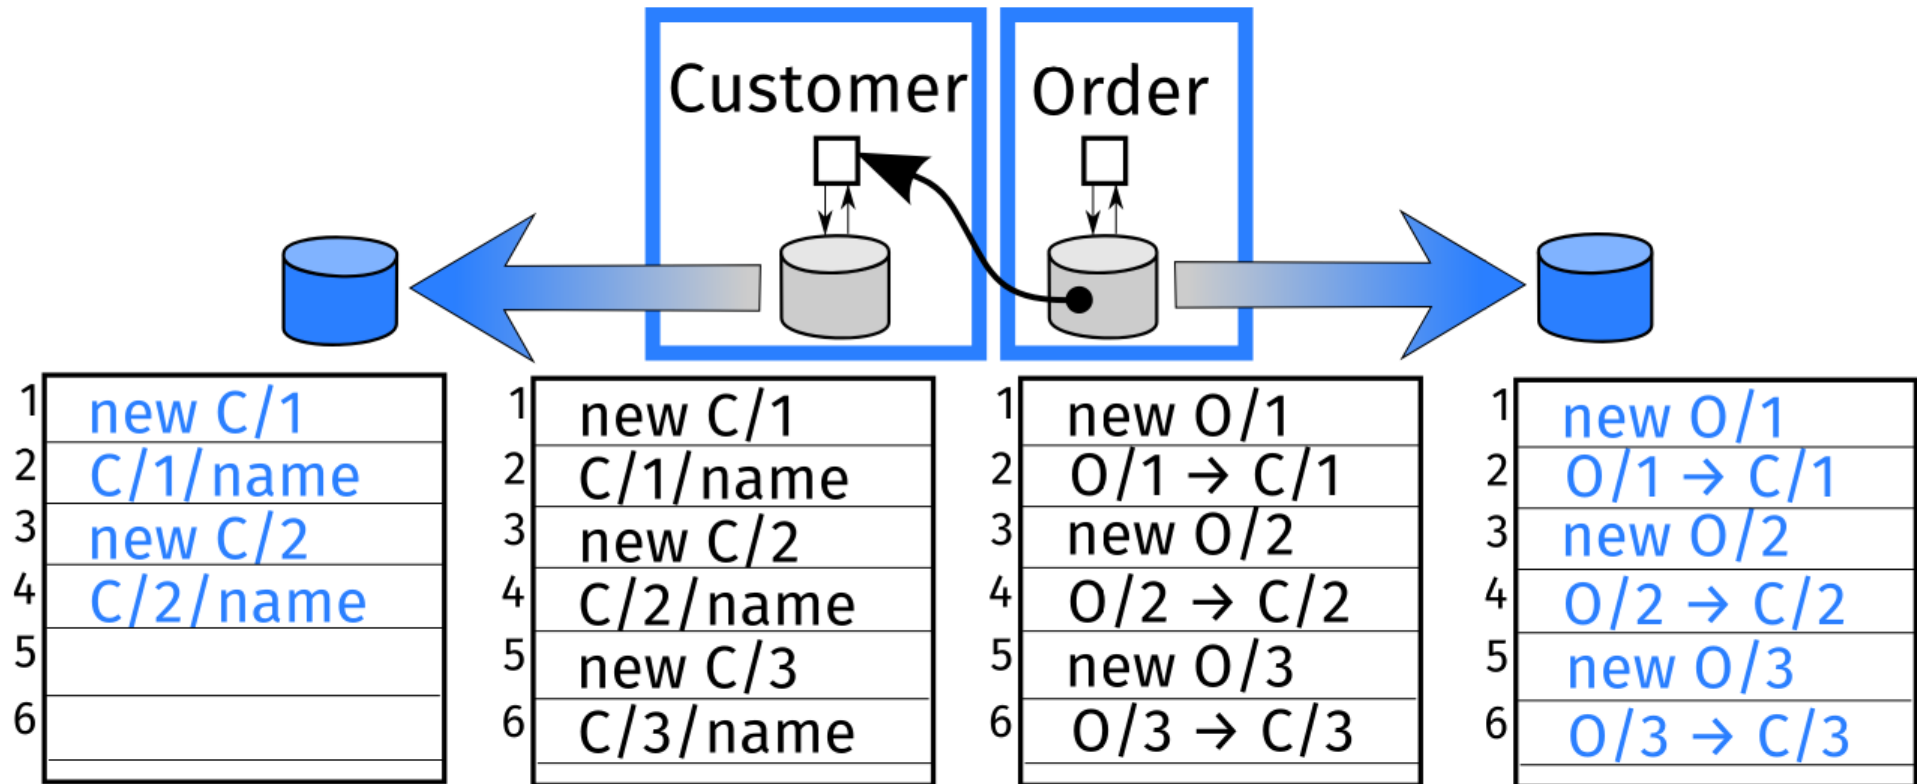 Customer
Order
1 new C/1
2 C/1/name
3 new C/2
4 C/2/name
5
6
1 new C/1
2 C/1/name
3 new C/2
4 C/2/name
5 new C/3
6 C/3/name
1 new O/1
2 O/1 → C/1
3 new O/2
4 O/2 → C/2
5 new O/3
6 O/3 → C/3
1 new O/1
2 O/1 → C/1
3 new O/2
4 O/2 → C/2
5 new O/3
6 O/3 → C/3